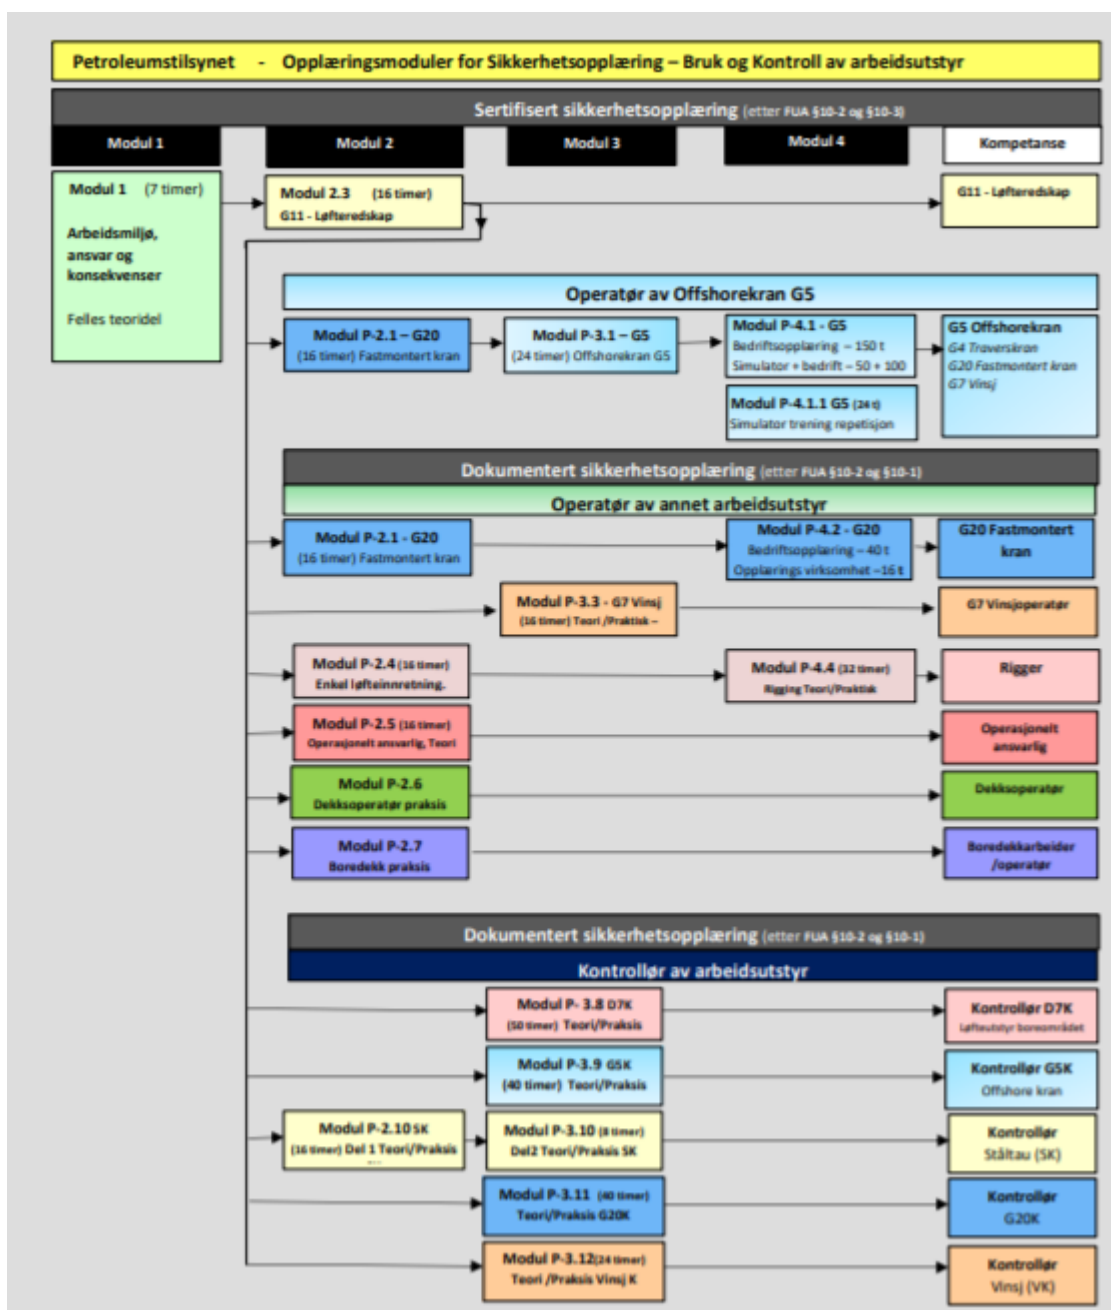 Petroleumstilsynet - Opplæringsmoduler for Sikkerhetsopplæring – Bruk og Kontroll av arbeidsutstyr
Sertifisert sikkerhetsopplæring (etter FUA §10-2 og §10-3)
Modul 1
Modul 2
Modul 3
Modul 4
Kompetanse
Modul 1 (7 timer)
Arbeidsmiljø,
ansvar og
konsekvenser
Felles teoridel
Modul 2.3 (16 timer)
G11 - Løfteredskap
G11 - Løfteredskap
Operatør av Offshorekran G5
Modul P-2.1 – G20
(16 timer) Fastmontert kran
Modul P-3.1 – G5
(24 timer) Offshorekran G5
Modul P-4.1 - G5
Bedriftsopplæring – 150 t
Simulator + bedrift – 50 + 100
Modul P-4.1.1 G5 (24 t)
Simulator trening repetisjon
G5 Offshorekran
G4 Traverskran
G20 Fastmontert kran
G7 Vinsj
Dokumentert sikkerhetsopplæring (etter FUA §10-2 og §10-1)
Operatør av annet arbeidsutstyr
Modul P-2.1 - G20
(16 timer) Fastmontert kran
Modul P-4.2 - G20
Bedriftsopplæring – 40 t
Opplærings virksomhet –16 t
G20 Fastmontert
kran
Modul P-3.3 - G7 Vinsj
(16 timer) Teori /Praktisk –
G7 Vinsjoperatør
Modul P-2.4 (16 timer)
Enkel løfteinnretning.
Modul P-4.4 (32 timer)
Rigging Teori/Praktisk
Rigger
Modul P-2.5 (16 timer)
Operasjonelt ansvarlig, Teori
Operasjonelt
ansvarlig
Modul P-2.6
Dekksoperatør praksis
Dekksoperatør
Modul P-2.7
Boredekk praksis
Boredekkarbeider
/operatør
Dokumentert sikkerhetsopplæring (etter FUA §10-2 og §10-1)
Kontrollør av arbeidsutstyr
Modul P- 3.8 D7K
(50 timer) Teori/Praksis
Kontrollør D7K
Løfteutstyr boreområdet
Modul P-3.9 G5K
(40 timer) Teori/Praksis
Kontrollør G5K
Offshore kran
Modul P-2.10 SK
(16 timer) Del 1 Teori/Praksis
Modul P-3.10 (8 timer)
Del2 Teori/Praksis SK
Kontrollør
Ståltau (SK)
Modul P-3.11 (40 timer)
Teori/Praksis G20K
Kontrollør
G20K
Modul P-3.12(24 timer)
Teori /Praksis Vinsj K
Kontrollør
Vinsj (VK)